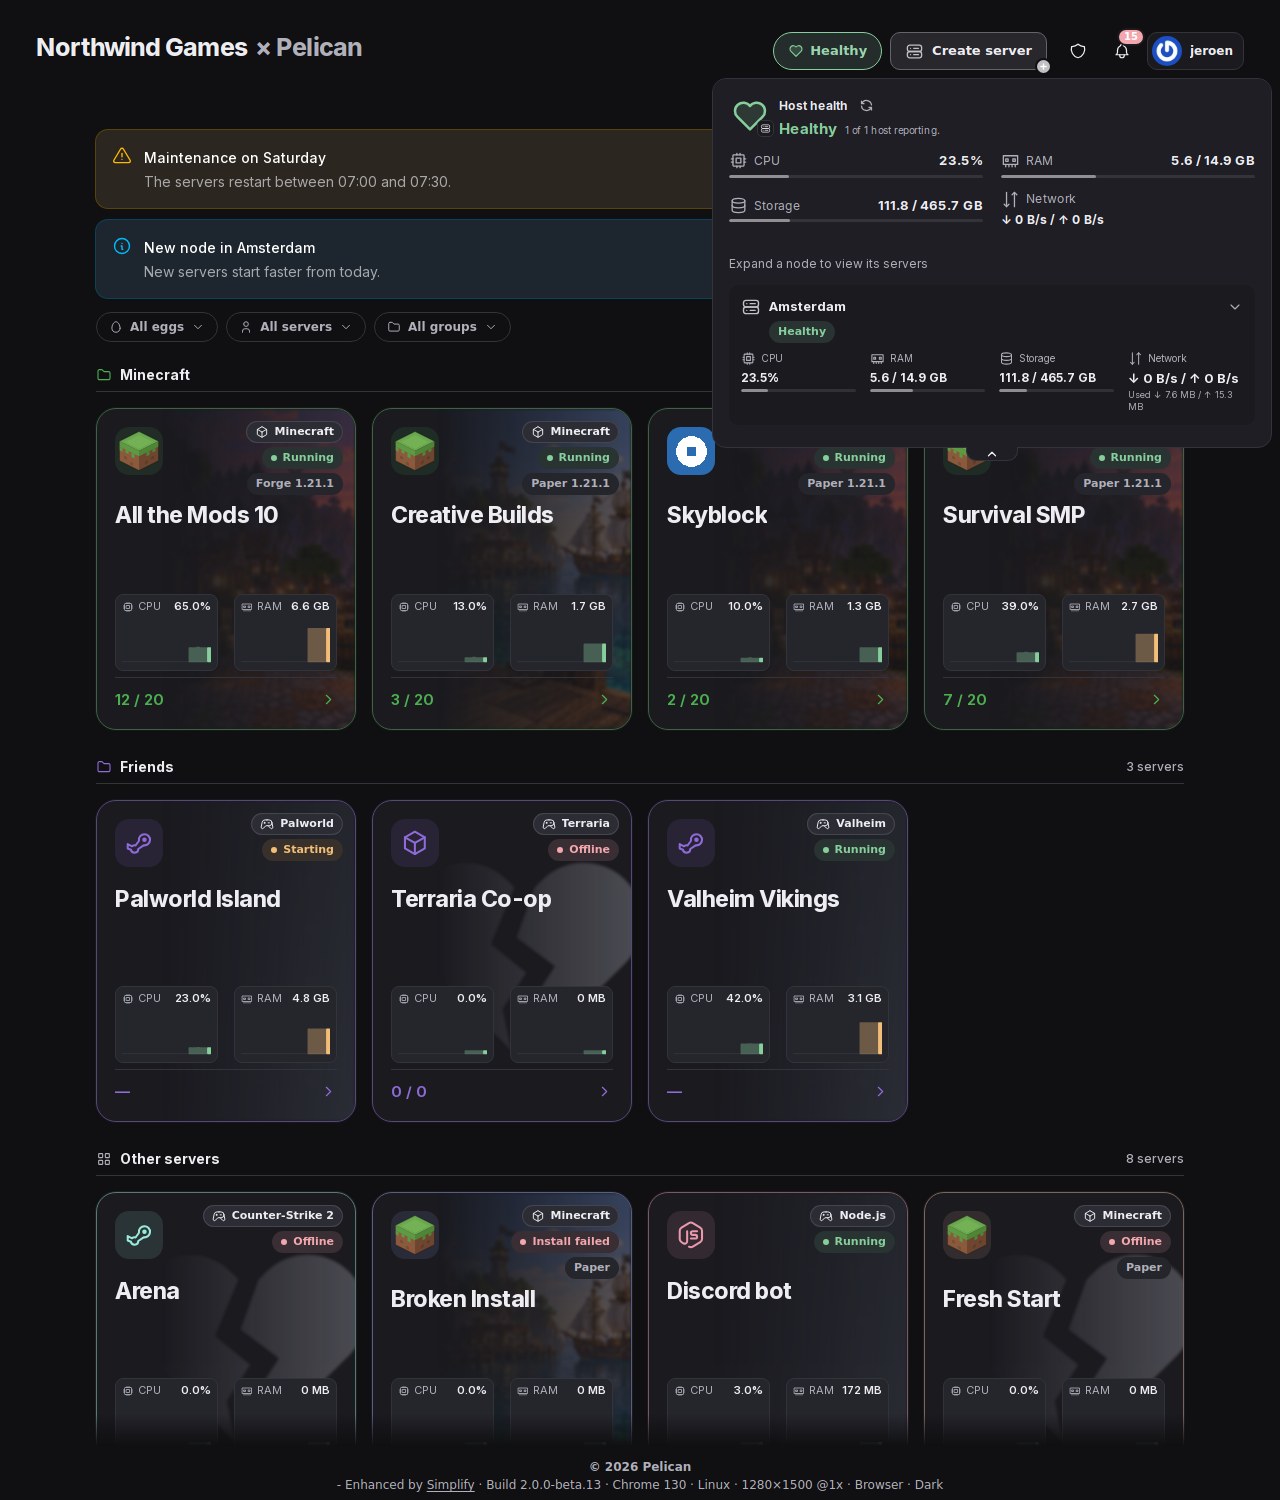 Northwind Games × Pelican
Healthy
Create server
15
jeroen
Host health
Healthy 1 of 1 host reporting.
CPU 23.5%
RAM 5.6 / 14.9 GB
Storage 111.8 / 465.7 GB
Network
↓ 0 B/s / ↑ 0 B/s
Expand a node to view its servers
Amsterdam
Healthy
CPU
23.5%
RAM
5.6 / 14.9 GB
Storage
111.8 / 465.7 GB
Network
↓ 0 B/s / ↑ 0 B/s
Used ↓ 7.6 MB / ↑ 15.3
MB
Maintenance on Saturday
The servers restart between 07:00 and 07:30.
New node in Amsterdam
New servers start faster from today.
All eggs
All servers
All groups
Minecraft
Minecraft
Running
Forge 1.21.1
All the Mods 10
CPU 65.0%
RAM 6.6 GB
12 / 20
Minecraft
Running
Paper 1.21.1
Creative Builds
CPU 13.0%
RAM 1.7 GB
3 / 20
Running
Paper 1.21.1
Skyblock
CPU 10.0%
RAM 1.3 GB
2 / 20
Running
Paper 1.21.1
Survival SMP
CPU 39.0%
RAM 2.7 GB
7 / 20
Friends
3 servers
Palworld
Starting
Palworld Island
CPU 23.0%
RAM 4.8 GB
—
Terraria
Offline
Terraria Co-op
CPU 0.0%
RAM 0 MB
0 / 0
Valheim
Running
Valheim Vikings
CPU 42.0%
RAM 3.1 GB
—
Other servers
8 servers
Counter-Strike 2
Offline
Arena
CPU 0.0%
RAM 0 MB
Minecraft
Install failed
Paper
Broken Install
CPU 0.0%
RAM 0 MB
Node.js
Running
JS
Discord bot
CPU 3.0%
RAM 172 MB
Minecraft
Offline
Paper
Fresh Start
CPU 0.0%
RAM 0 MB
© 2026 Pelican
- Enhanced by Simplify · Build 2.0.0-beta.13 · Chrome 130 · Linux · 1280×1500 @1x · Browser · Dark